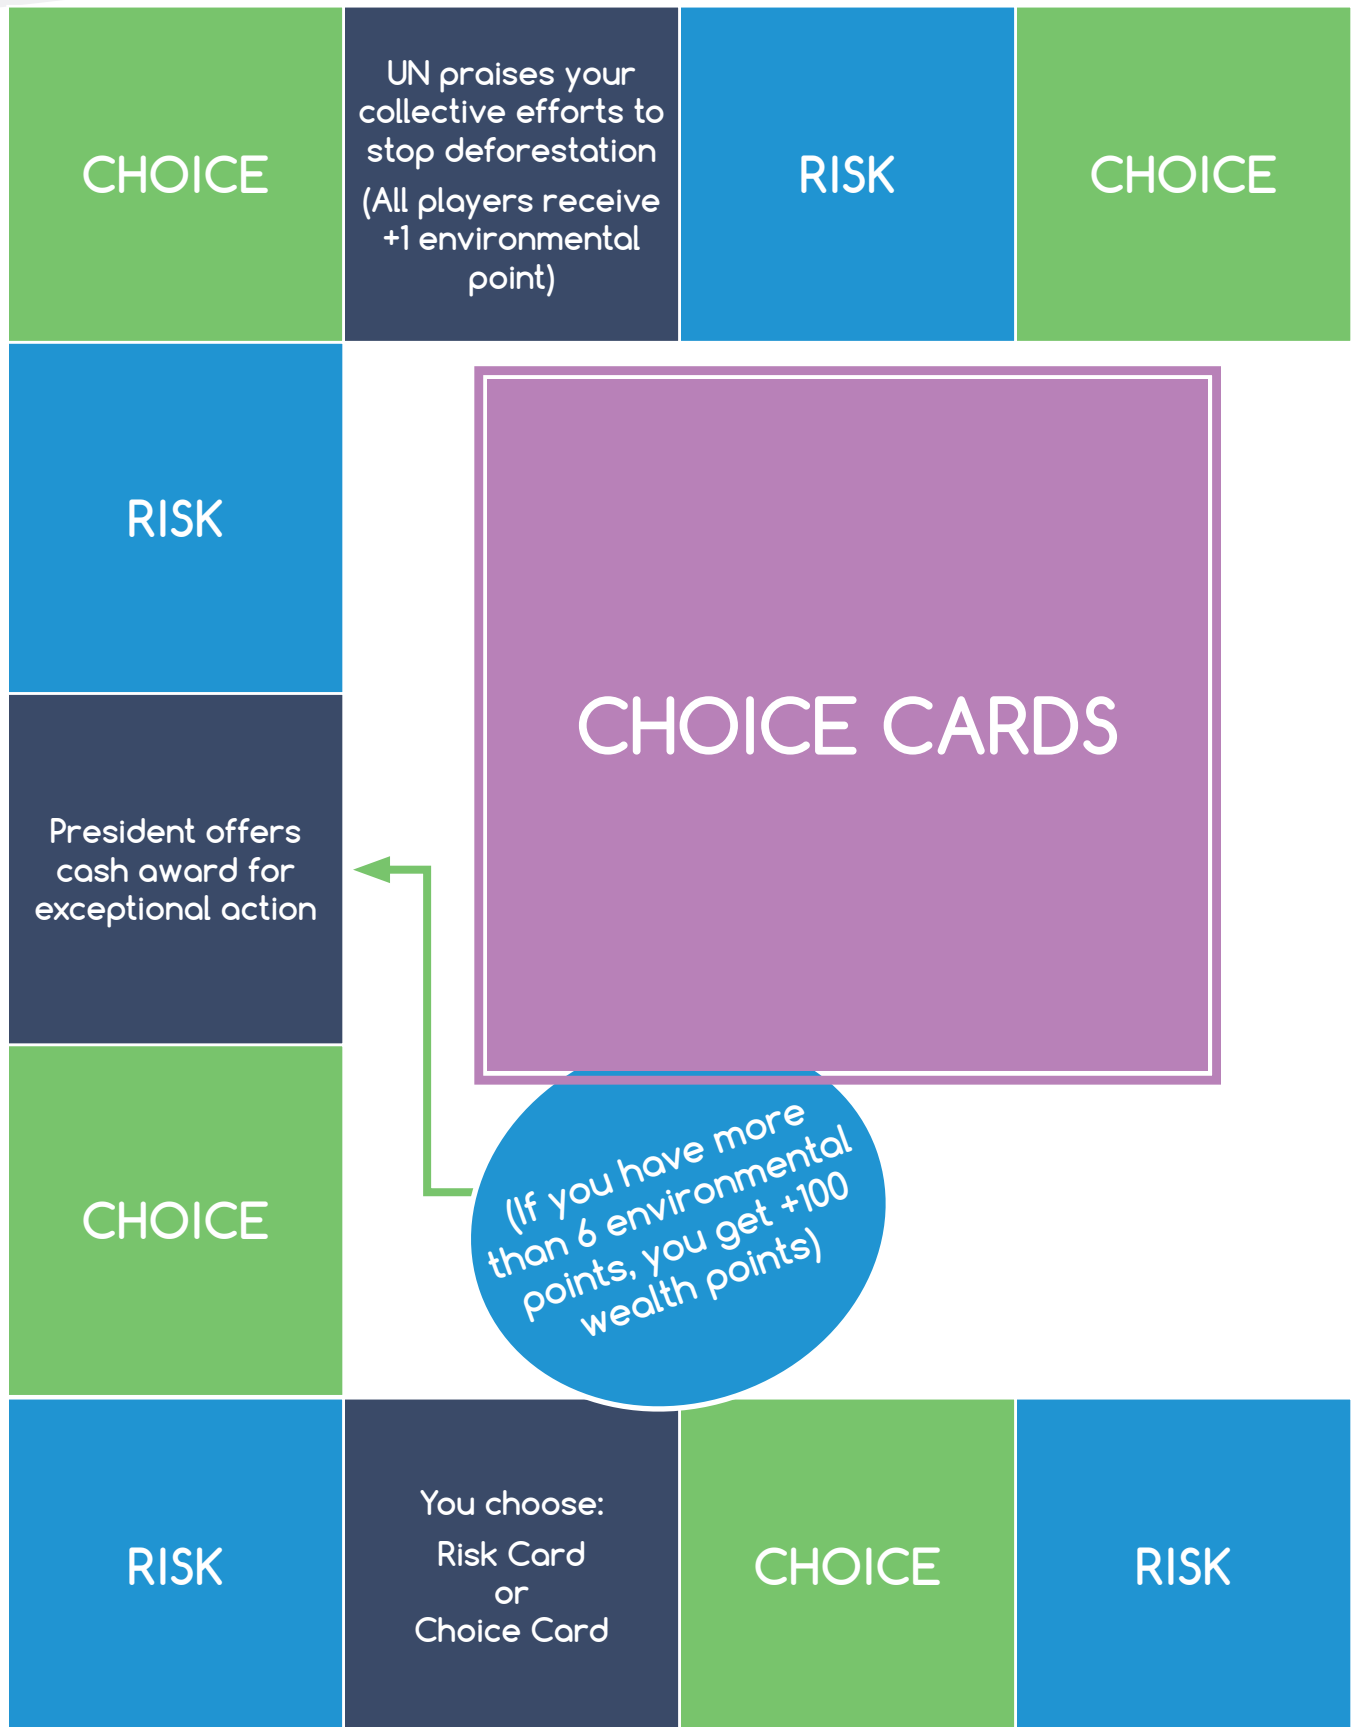 CHOICE
UN praises your
collective efforts to
stop deforestation
(All players receive
+1 environmental
point)
RISK
CHOICE
RISK
CHOICE CARDS
President offers
cash award for
exceptional action
(If you have more
than 6 environmental
points, you get +100
wealth points)
CHOICE
RISK
You choose:
Risk Card
or
Choice Card
CHOICE
RISK